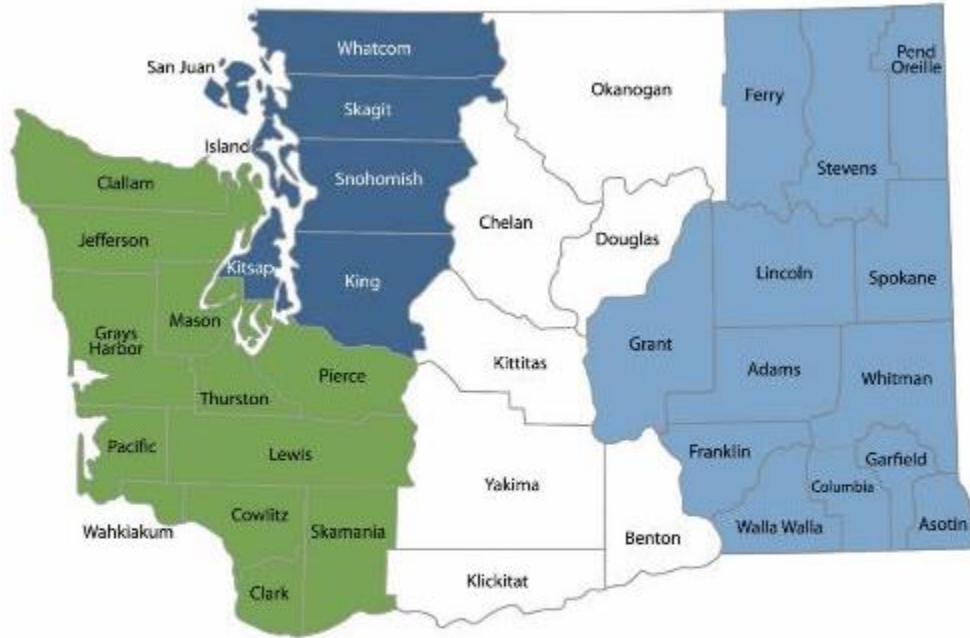 Whatcom
San Juan
Skagit
Island
Snohomish
King
Kitsap
Clallam
Jefferson
Grays
Harbor
Mason
Thurston
Pierce
Pacific
Lewis
Wahkiakum
Cowlitz
Skamania
Clark
Okanogan
Chelan
Douglas
Kittitas
Yakima
Klickitat
Benton
Ferry
Stevens
Pend
Oreille
Lincoln
Spokane
Grant
Adams
Whitman
Franklin
Garfield
Columbia
Walla Walla
Asotin